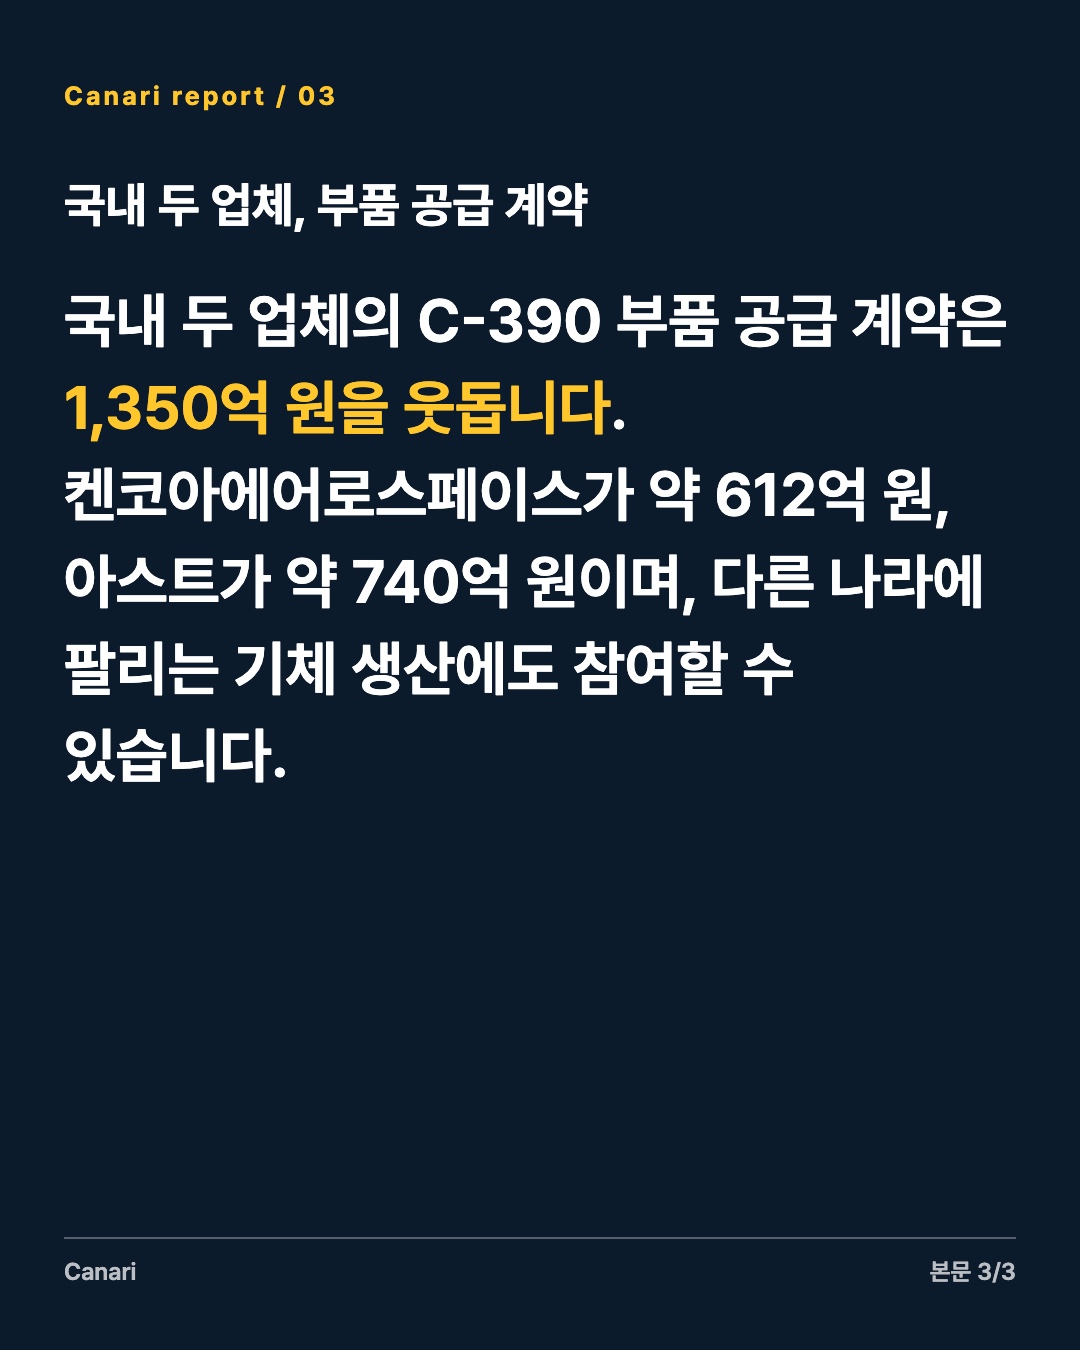 Canari report / 03
국내 두 업체, 부품 공급 계약
국내 두 업체의 C-390 부품 공급 계약은
1,350억 원을 웃돕니다.
켄코아에어로스페이스가 약 612억 원,
아스트가 약 740억 원이며, 다른 나라에
팔리는 기체 생산에도 참여할 수
있습니다.
Canari
본문 3/3